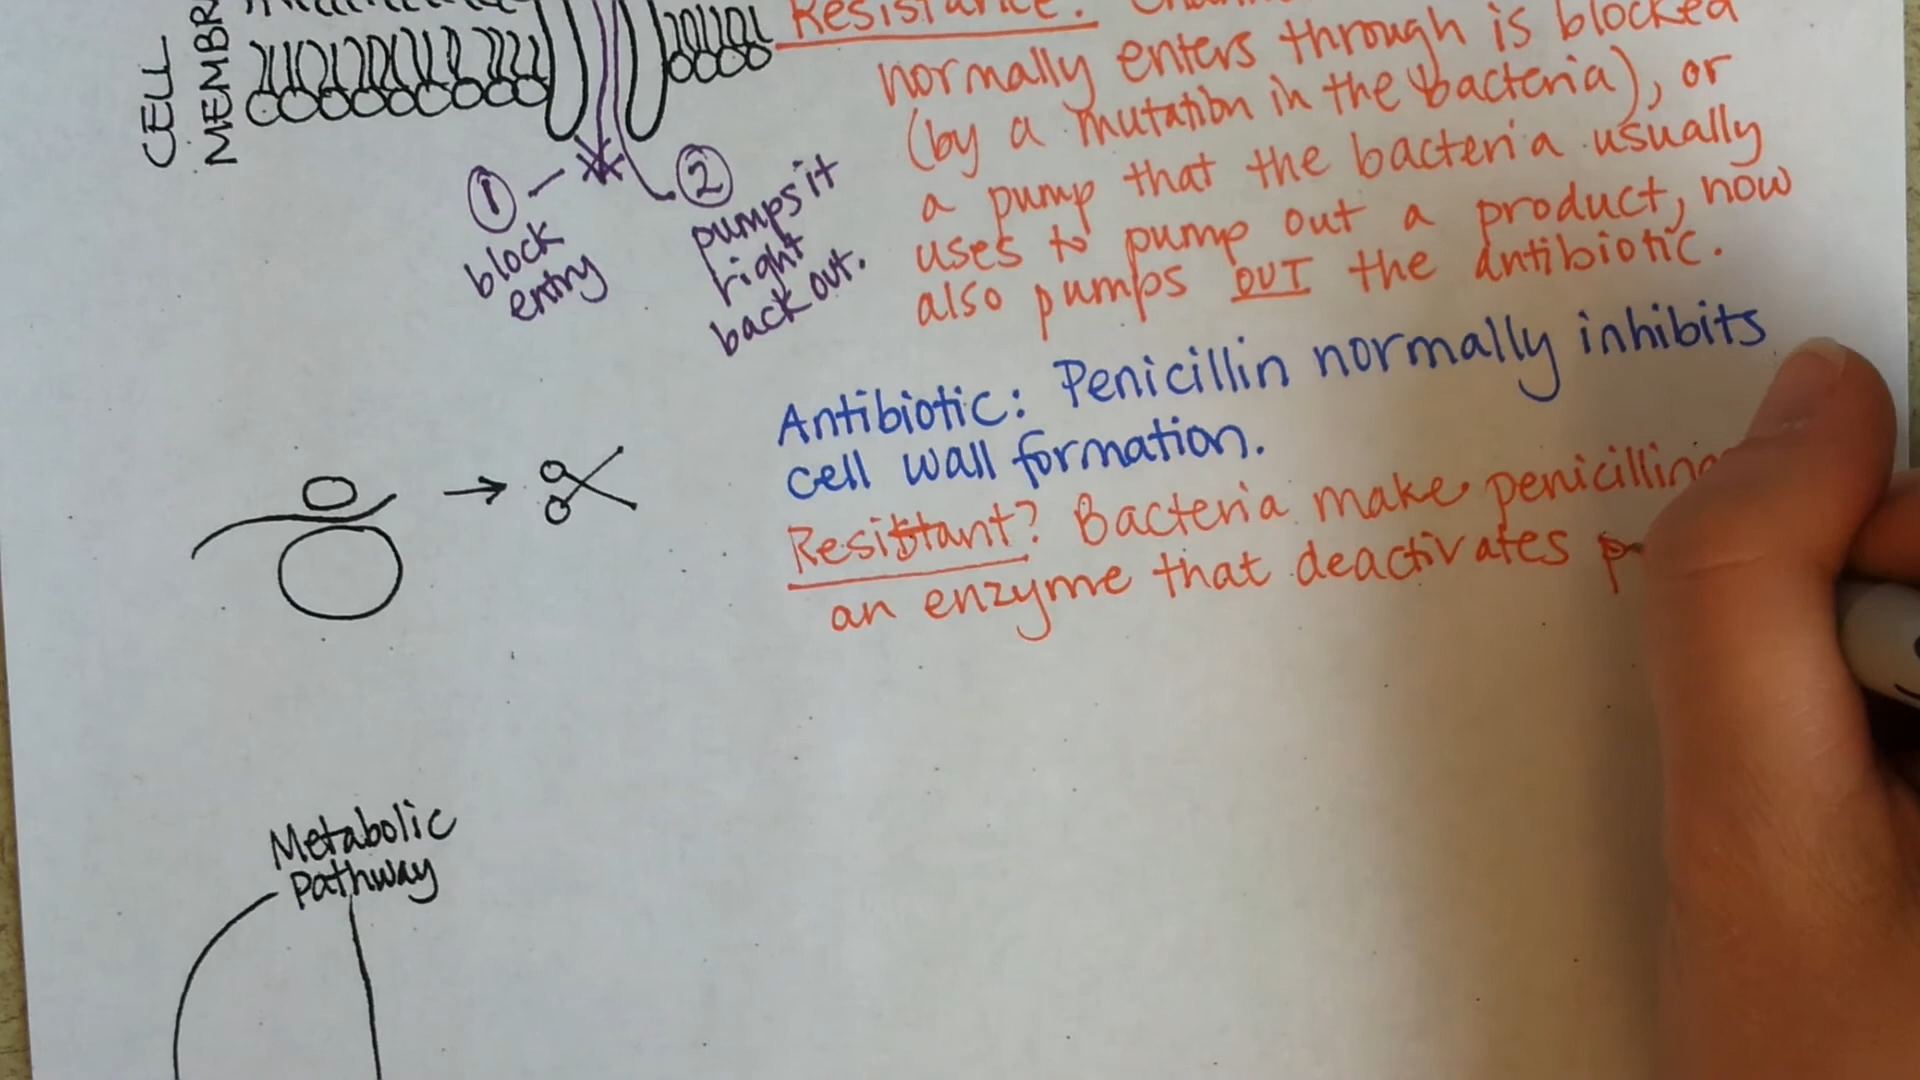 CELL
Resistance:
normally enters through is blocked
(by a mutation in the bacteria), or
a pump that the bacteria usually
uses to pump out a product, now
also pumps OUT the antibiotic.
① block
entry
② pumps it
right
back out.
Antibiotic: Penicillin normally inhibits
cell wall formation.
Resistant? Bacteria make
an enzyme that deactivates
Metabolic
Pathway